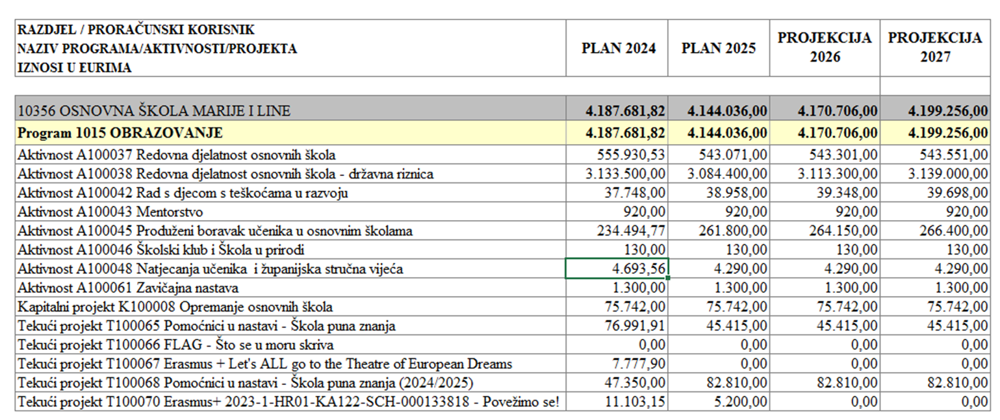 RAZDJEL / PRORAČUNSKI KORISNIK
NAZIV PROGRAMA/AKTIVNOSTI/PROJEKTA
IZNOSI U EURIMA
PLAN 2024 PLAN 2025 PROJEKCIJA 2026 PROJEKCIJA 2027
10356 OSNOVNA ŠKOLA MARIJE I LINE 4.187.681,82 4.144.036,00 4.170.706,00 4.199.256,00
Program 1015 OBRAZOVANJE 4.187.681,82 4.144.036,00 4.170.706,00 4.199.256,00
Aktivnost A100037 Redovna djelatnost osnovnih škola 555.930,53 543.071,00 543.301,00 543.551,00
Aktivnost A100038 Redovna djelatnost osnovnih škola - državna riznica 3.133.500,00 3.084.400,00 3.113.300,00 3.139.000,00
Aktivnost A100042 Rad s djecom s teškoćama u razvoju 37.748,00 38.958,00 39.348,00 39.698,00
Aktivnost A100043 Mentorstvo 920,00 920,00 920,00 920,00
Aktivnost A100045 Produženi boravak učenika u osnovnim školama 234.494,77 261.800,00 264.150,00 266.400,00
Aktivnost A100046 Školski klub i Škola u prirodi 130,00 130,00 130,00 130,00
Aktivnost A100048 Natjecanja učenika  i županijska stručna vijeća 4.693,56 4.290,00 4.290,00 4.290,00
Aktivnost A100061 Zavičajna nastava 1.300,00 1.300,00 1.300,00 1.300,00
Kapitalni projekt K100008 Opremanje osnovnih škola 75.742,00 75.742,00 75.742,00 75.742,00
Tekući projekt T100065 Pomoćnici u nastavi - Škola puna znanja 76.991,91 45.415,00 45.415,00 45.415,00
Tekući projekt T100066 FLAG - Što se u moru skriva 0,00 0,00 0,00 0,00
Tekući projekt T100067 Erasmus + Let's ALL go to the Theatre of European Dreams 7.777,90 0,00 0,00 0,00
Tekući projekt T100068 Pomoćnici u nastavi - Škola puna znanja (2024/2025) 47.350,00 82.810,00 82.810,00 82.810,00
Tekući projekt T100070 Erasmus+ 2023-1-HR01-KA122-SCH-000133818 - Povežimo se! 11.103,15 5.200,00 0,00 0,00